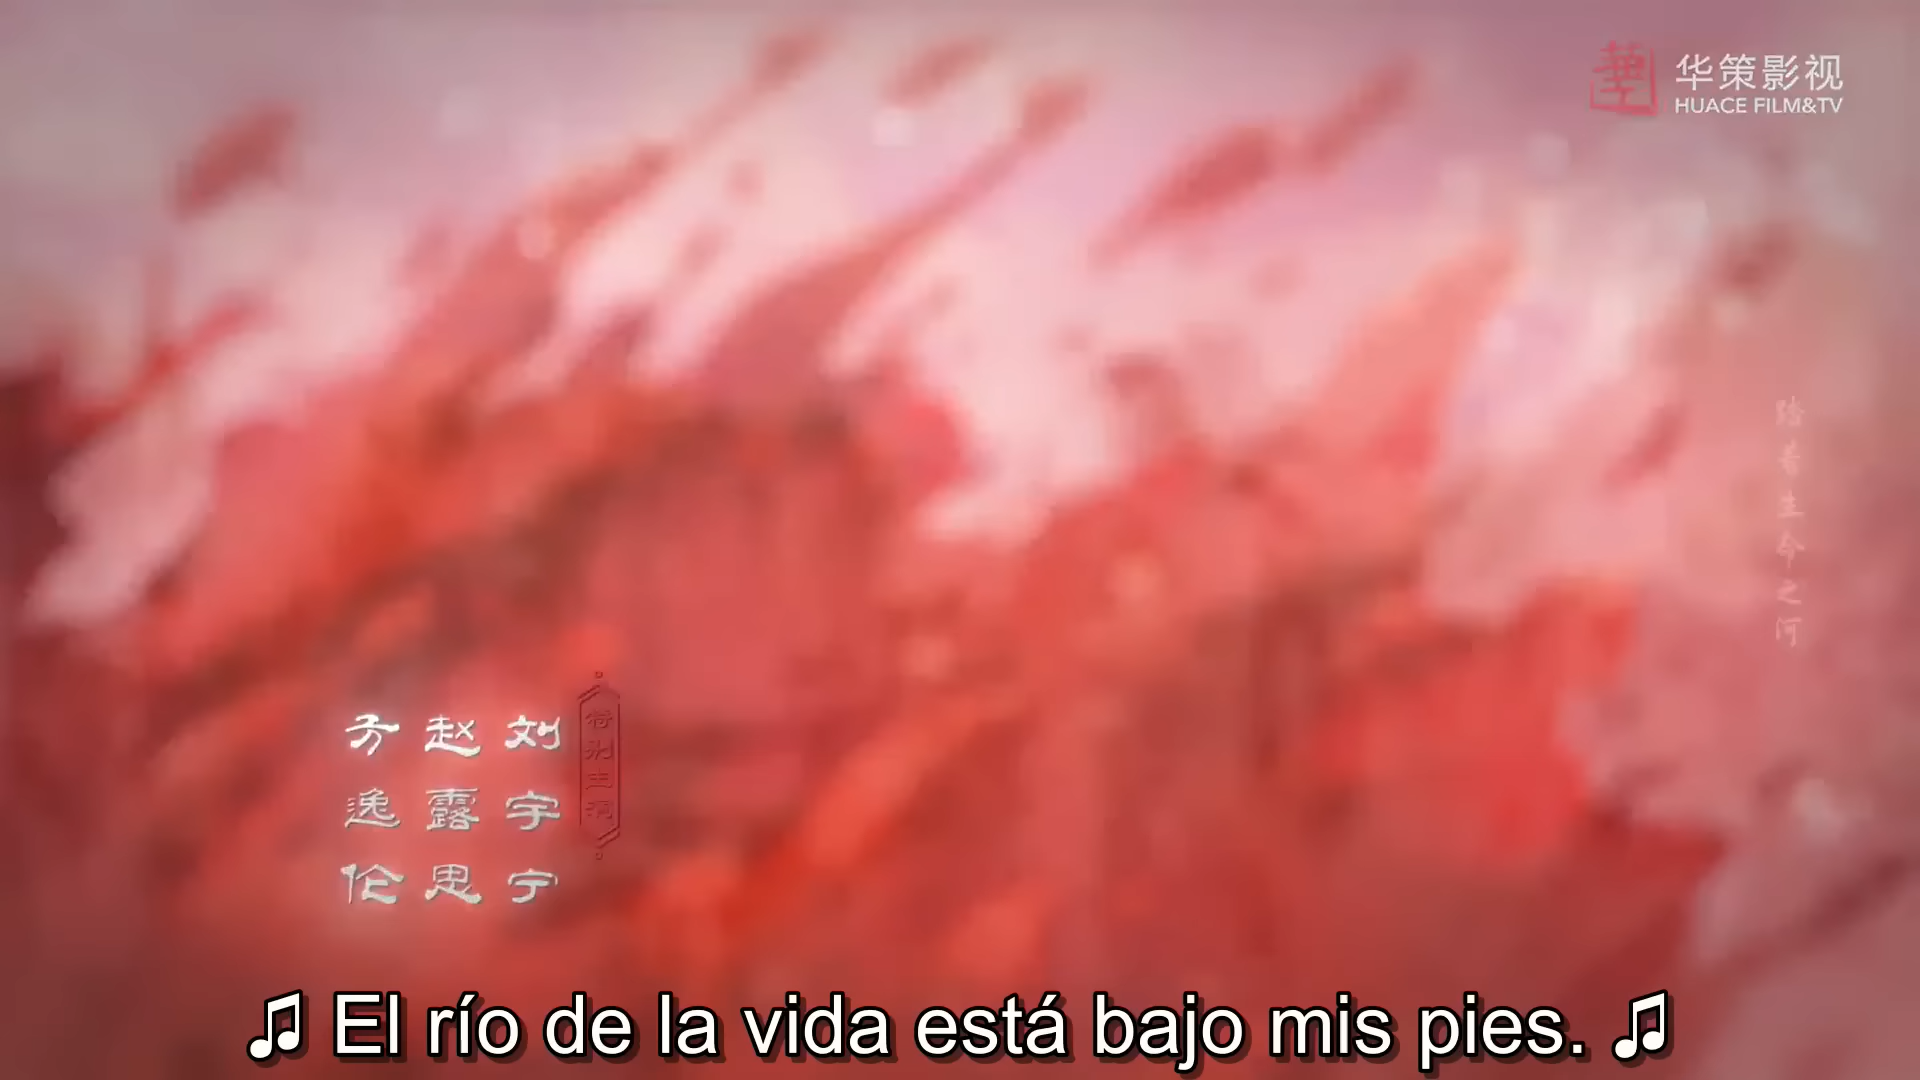 华策影视
HUACE FILM&TV
踏着生命之河
特别主演
刘宇宁
赵露思
方逸伦
♫ El río de la vida está bajo mis pies. ♫